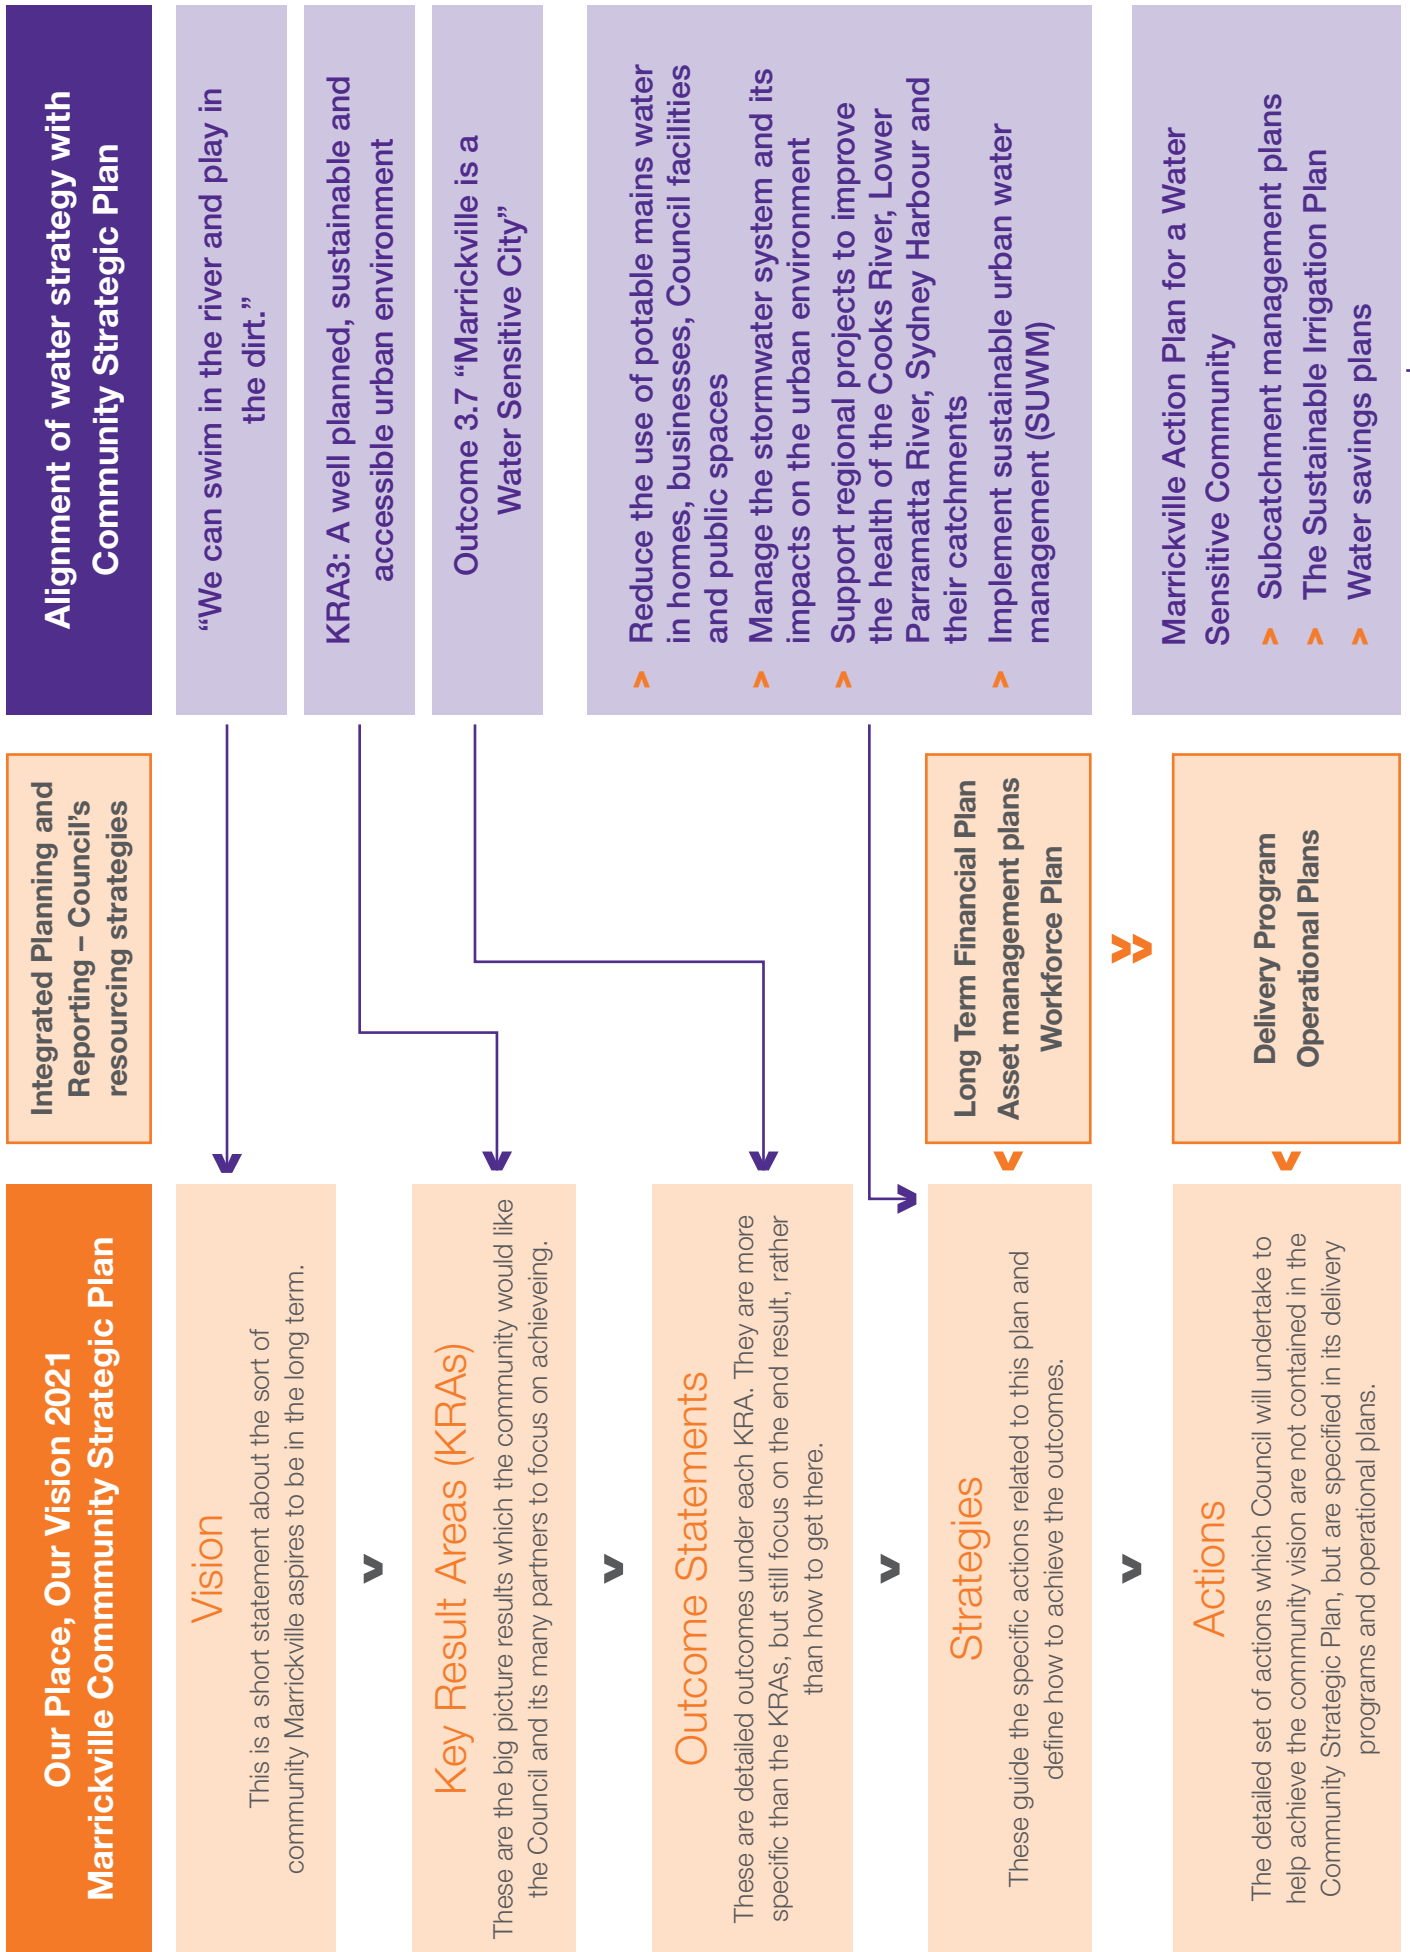 Our Place, Our Vision 2021
Marrickville Community Strategic Plan
Integrated Planning and
Reporting – Council’s
resourcing strategies
Alignment of water strategy with
Community Strategic Plan
Vision
This is a short statement about the sort of
community Marrickville aspires to be in the long term.
“We can swim in the river and play in
the dirt.”
Key Result Areas (KRAs)
These are the big picture results which the community would like
the Council and its many partners to focus on achieveing.
KRA3: A well planned, sustainable and
accessible urban environment
Outcome Statements
These are detailed outcomes under each KRA. They are more
specific than the KRAs, but still focus on the end result, rather
than how to get there.
Outcome 3.7 “Marrickville is a
Water Sensitive City”
Strategies
These guide the specific actions related to this plan and
define how to achieve the outcomes.
Long Term Financial Plan
Asset management plans
Workforce Plan
> Reduce the use of potable mains water
in homes, businesses, Council facilities
and public spaces
> Manage the stormwater system and its
impacts on the urban environment
> Support regional projects to improve
the health of the Cooks River, Lower
Parramatta River, Sydney Harbour and
their catchments
> Implement sustainable urban water
management (SUWM)
Actions
The detailed set of actions which Council will undertake to
help achieve the community vision are not contained in the
Community Strategic Plan, but are specified in its delivery
programs and operational plans.
Delivery Program
Operational Plans
Marrickville Action Plan for a Water
Sensitive Community
> Subcatchment management plans
> The Sustainable Irrigation Plan
> Water savings plans